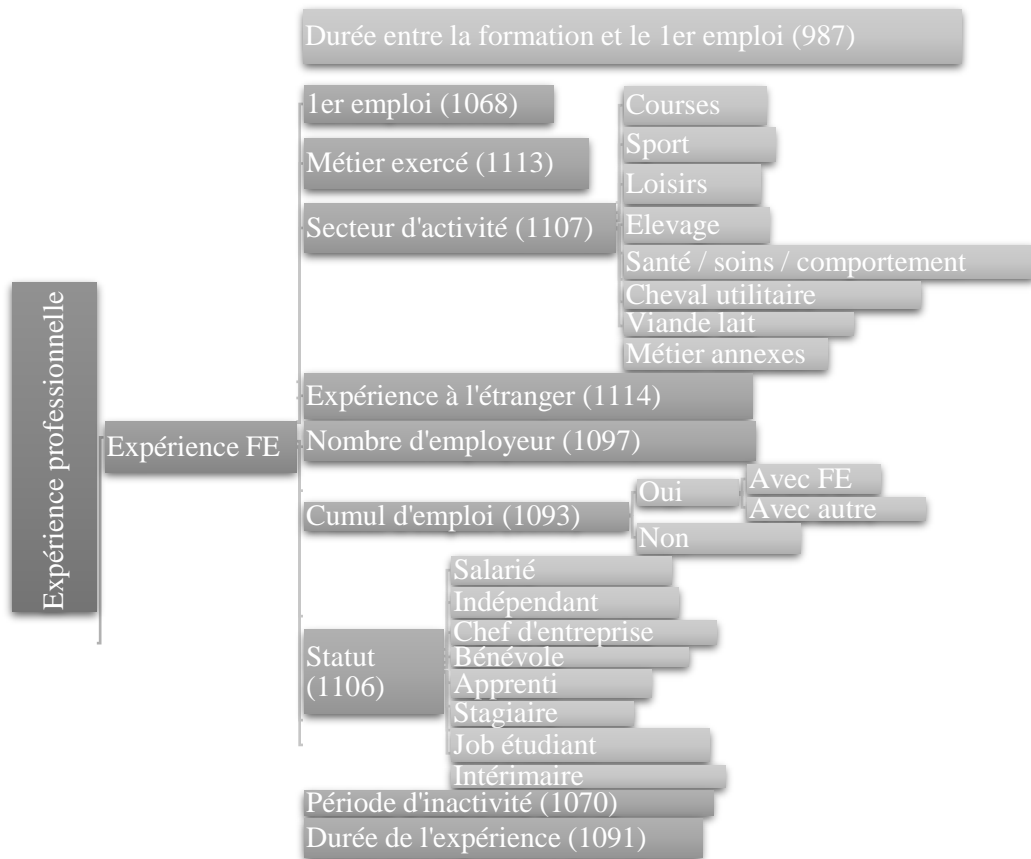 Durée entre la formation et le 1er emploi (987)
1er emploi (1068)
Métier exercé (1113)
Secteur d'activité (1107)
Courses
Sport
Loisirs
Elevage
Santé / soins / comportement
Cheval utilitaire
Viande lait
Métier annexes
Expérience professionnelle
Expérience FE
Expérience à l'étranger (1114)
Nombre d'employeur (1097)
Cumul d'emploi (1093)
Oui
Avec FE
Avec autre
Non
Statut
(1106)
Salarié
Indépendant
Chef d'entreprise
Bénévole
Apprenti
Stagiaire
Job étudiant
Intérimaire
Période d'inactivité (1070)
Durée de l'expérience (1091)